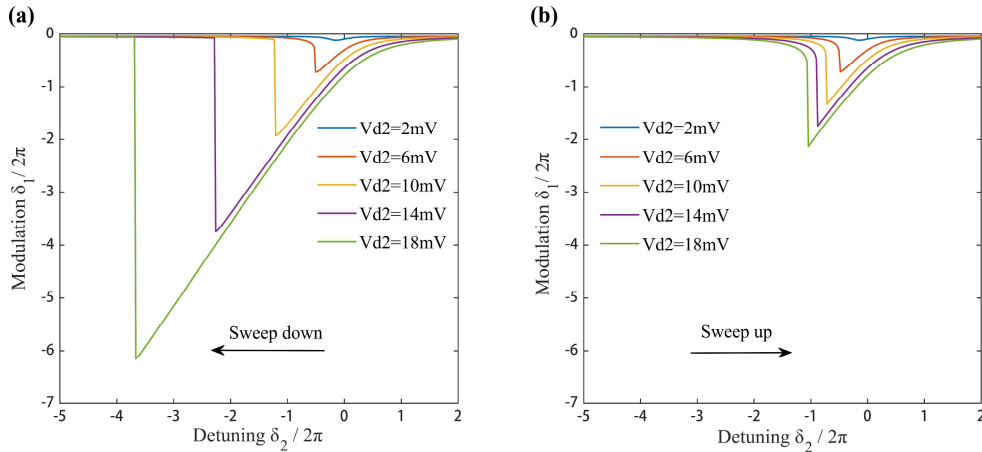 (a)
0
-1
-2
-3
-4
-5
-6
-7
Modulation δ1/ 2π
Vd2=2mV
Vd2=6mV
Vd2=10mV
Vd2=14mV
Vd2=18mV
Sweep down
-5 -4 -3 -2 -1 0 1 2
Detuning δ2/ 2π
(b)
0
-1
-2
-3
-4
-5
-6
-7
Modulation δ1/ 2π
Vd2=2mV
Vd2=6mV
Vd2=10mV
Vd2=14mV
Vd2=18mV
Sweep up
-5 -4 -3 -2 -1 0 1 2
Detuning δ2/ 2π